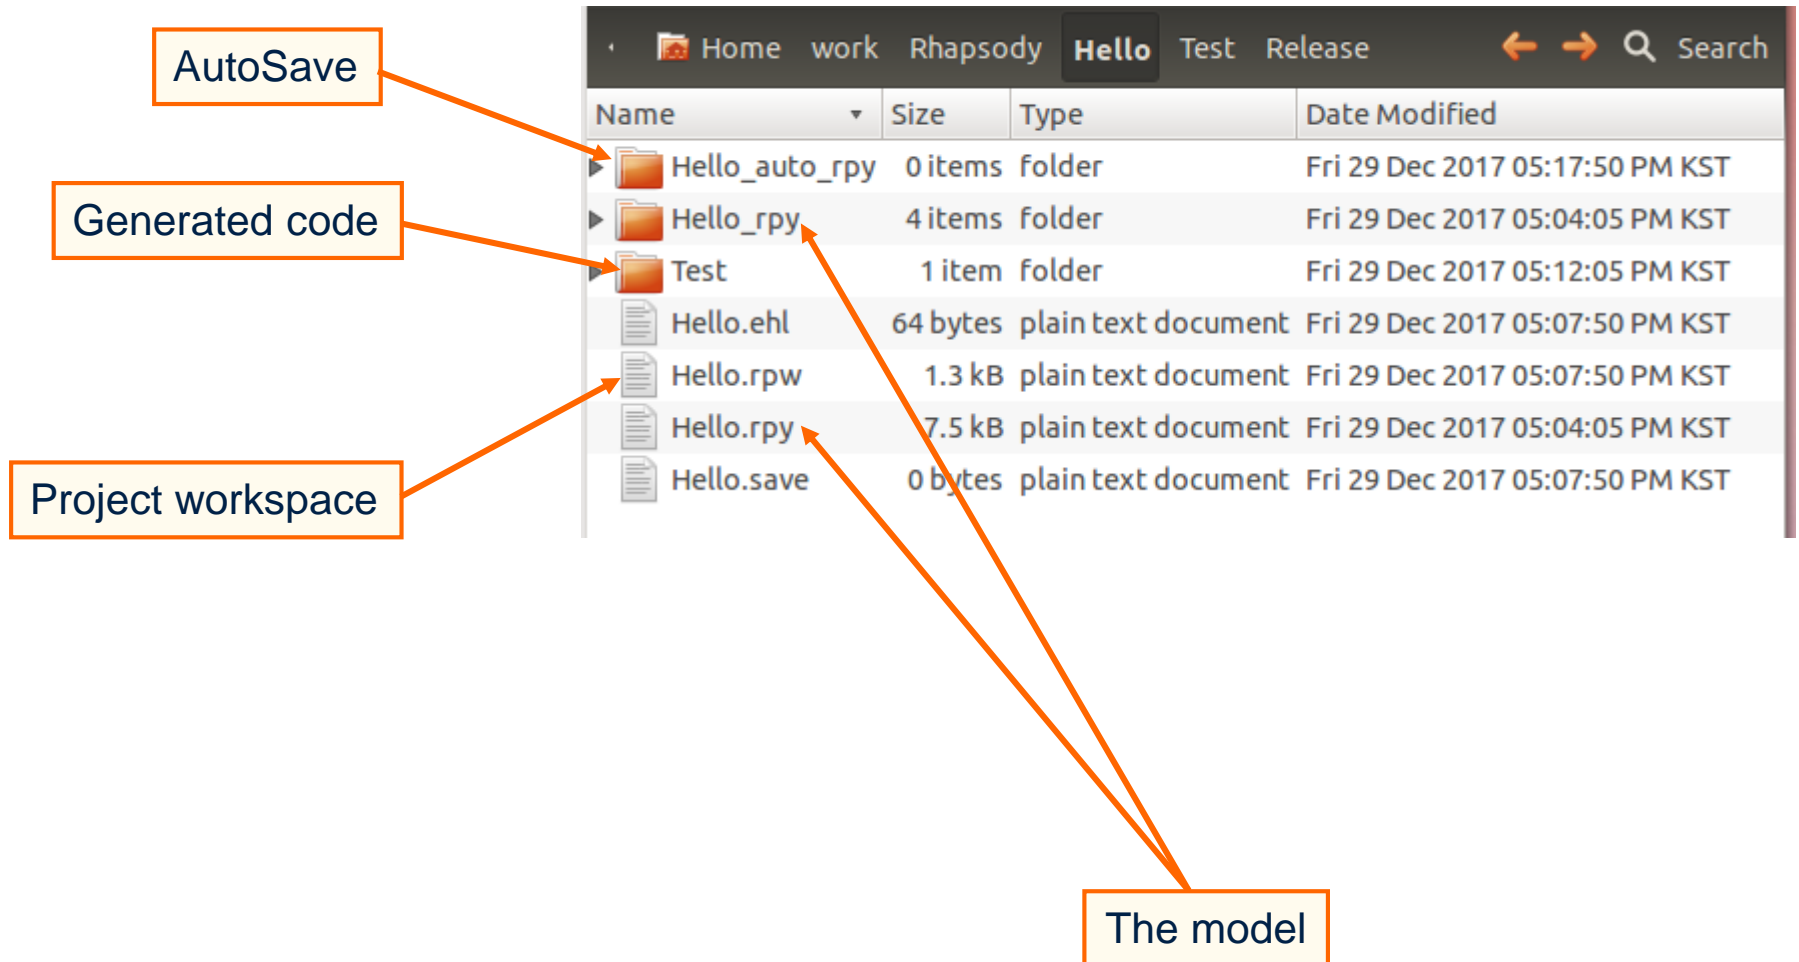 Home work Rhapsody Hello Test Release Search
AutoSave
Name Size Type Date Modified
Hello_auto_rpy 0 items folder Fri 29 Dec 2017 05:17:50 PM KST
Generated code
Hello_rpy 4 items folder Fri 29 Dec 2017 05:04:05 PM KST
Test 1 item folder Fri 29 Dec 2017 05:12:05 PM KST
Hello.ehl 64 bytes plain text document Fri 29 Dec 2017 05:07:50 PM KST
Hello.rpw 1.3 kB plain text document Fri 29 Dec 2017 05:07:50 PM KST
Hello.rpy 7.5 kB plain text document Fri 29 Dec 2017 05:04:05 PM KST
Hello.save 0 bytes plain text document Fri 29 Dec 2017 05:07:50 PM KST
Project workspace
The model